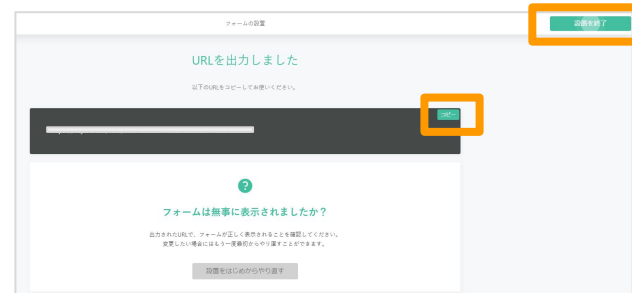 フォームの設置
設置を終了
URLを出力しました
以下のURLをコピーしてお使いください。
コピー
フォームは無事に表示されましたか？
出力されたURLで、フォームが正しく表示されることを確認してください。
変更したい場合にはもう一度最初からやり直すことができます。
設置をはじめからやり直す